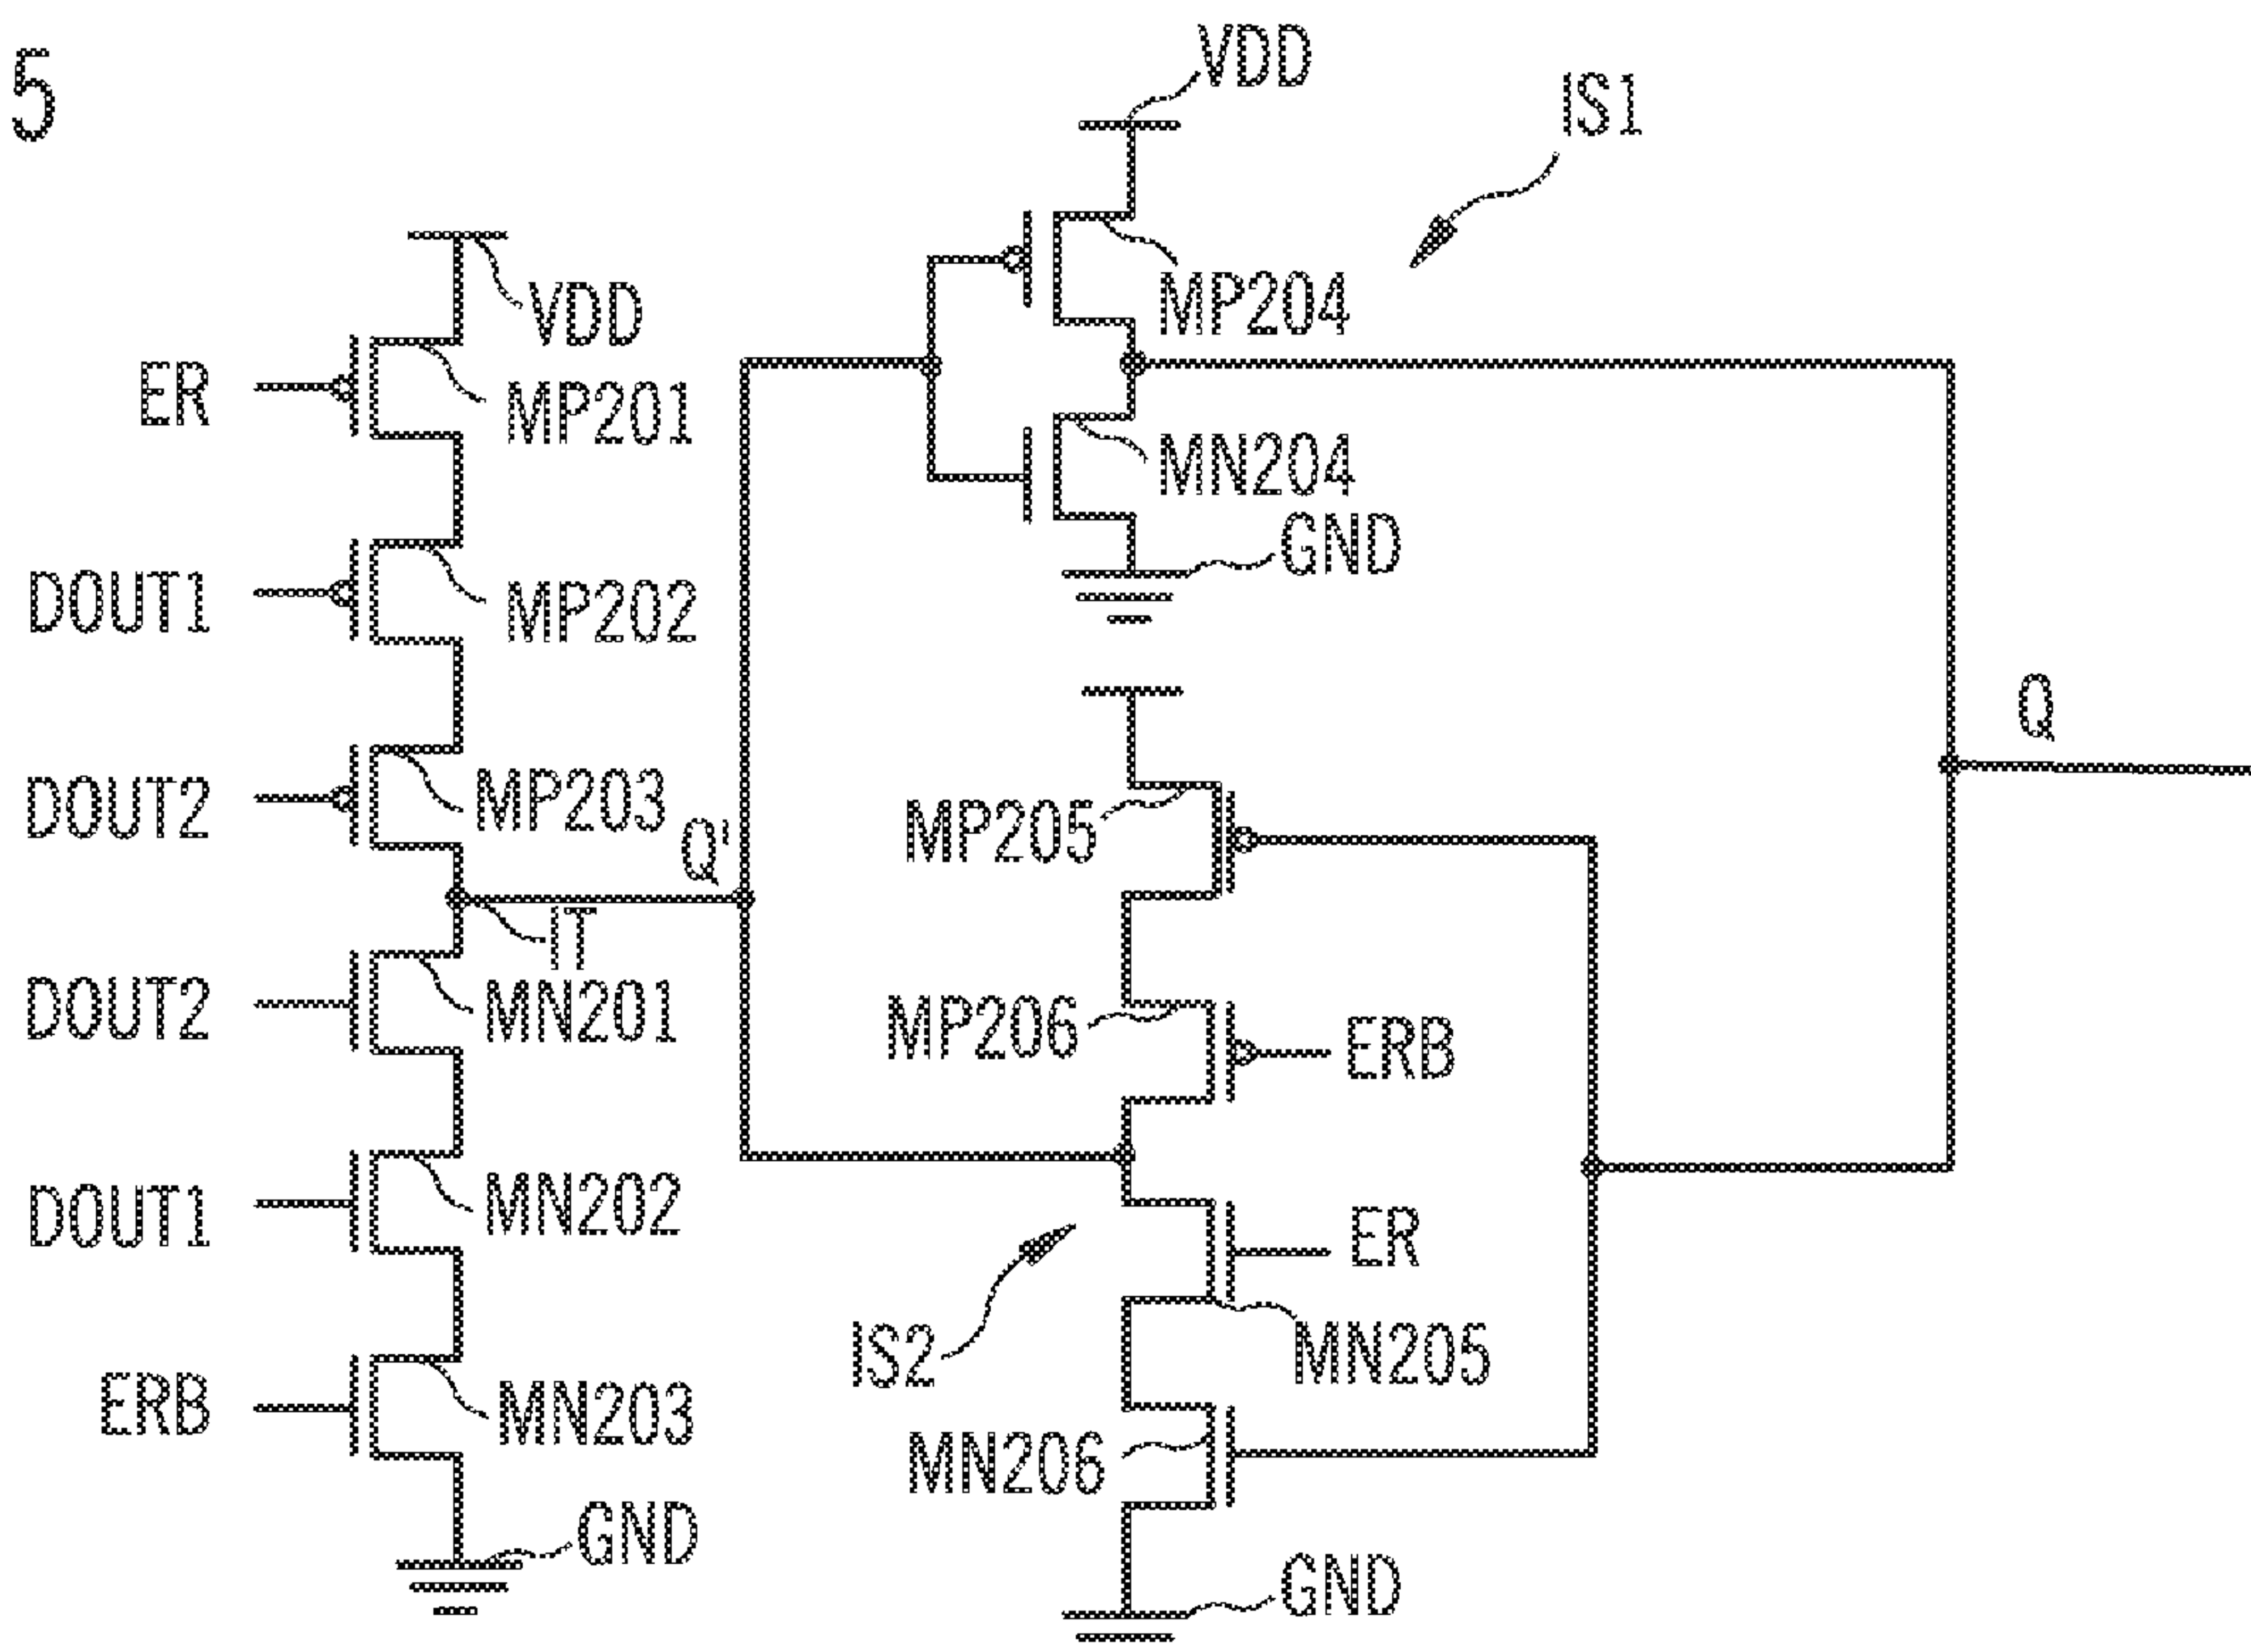 5
VDD
IS1
VDD
MP204
ER
MP201
MN204
GND
DOUT1
MP202
Q
DOUT2
MP203
MP205
Q'
IT
DOUT2
MN201
MP206
ERB
DOUT1
MN202
ER
IS2
MN205
ERB
MN203
MN206
GND
GND